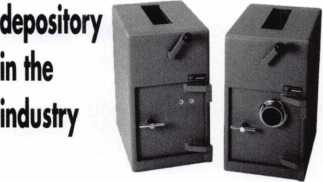 depository
in the
industry